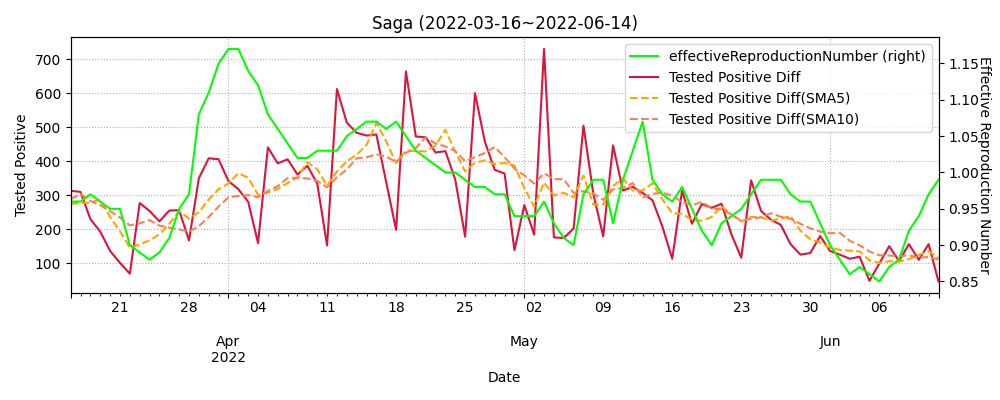 Saga (2022-03-16~2022-06-14)
effectiveReproductionNumber (right)
Tested Positive Diff
Tested Positive Diff(SMA5)
Tested Positive Diff(SMA10)
Tested Positive
700
600
500
400
300
200
100
1.15
1.10
1.05
1.00
0.95
0.90
0.85
Effective Reproduction Number
21 28 04 11 18 25 02 09 16 23 30 06
Apr May Jun
2022
Date